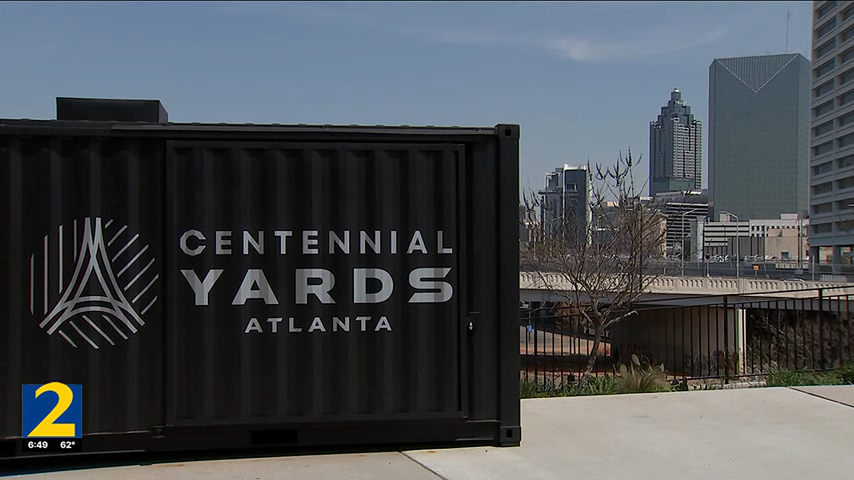 CENTENNIAL
YARDS
ATLANTA
2
6:49 62°